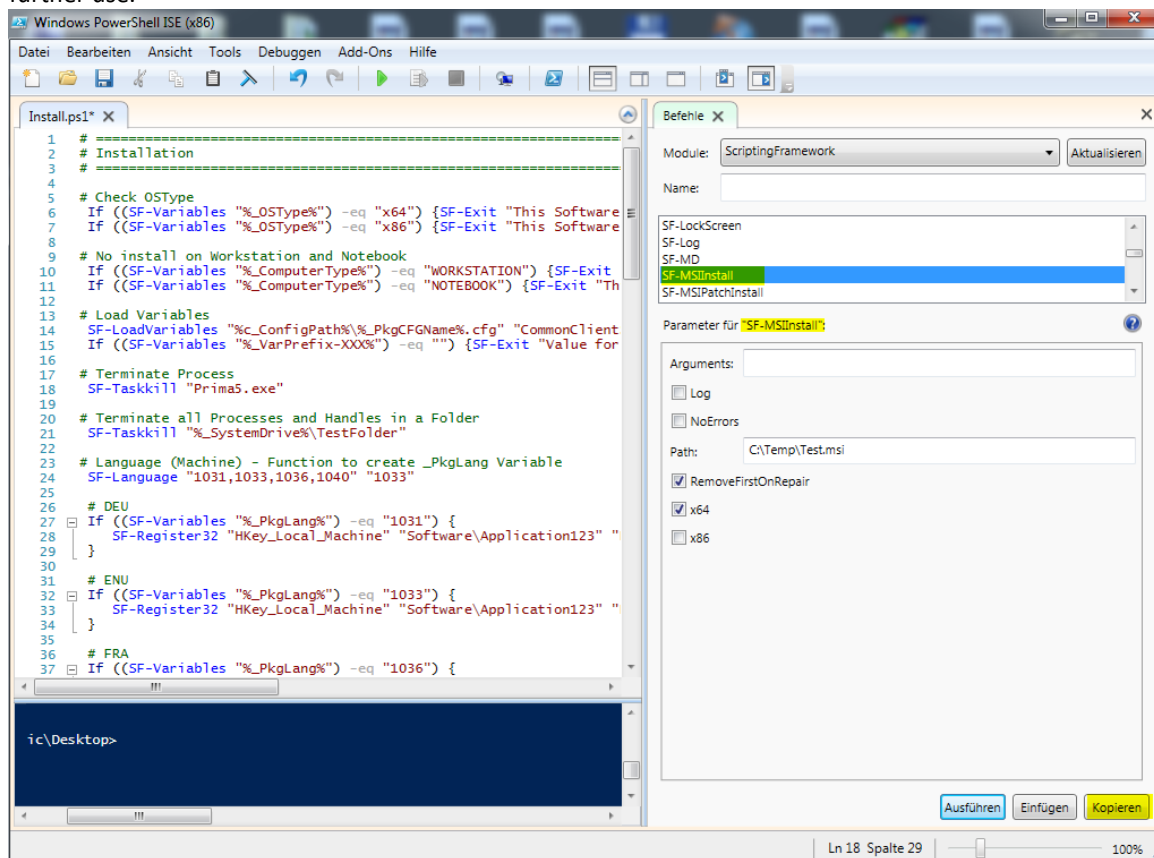 Windows PowerShell ISE (x86)
Datei Bearbeiten Ansicht Tools Debuggen Add-Ons Hilfe
Install.ps1* X
1 # ==================================================================
2 # Installation
3 # ==================================================================
4
5 # Check OSType
6 If ((SF-Variables "%_OSType%") -eq "x64") {SF-Exit "This Software
7 If ((SF-Variables "%_OSType%") -eq "x86") {SF-Exit "This Software
8
9 # No install on Workstation and Notebook
10 If ((SF-Variables "%_ComputerType%") -eq "WORKSTATION") {SF-Exit
11 If ((SF-Variables "%_ComputerType%") -eq "NOTEBOOK") {SF-Exit "Th
12
13 # Load Variables
14 SF-LoadVariables "%c_ConfigPath%\%_PkgCFGName%.cfg" "CommonClient
15 If ((SF-Variables "%_VarPrefix-XXX%") -eq "") {SF-Exit "Value for
16
17 # Terminate Process
18 SF-Taskkill "Prima5.exe"
19
20 # Terminate all Processes and Handles in a Folder
21 SF-Taskkill "%_SystemDrive%\TestFolder"
22
23 # Language (Machine) - Function to create _PkgLang Variable
24 SF-Language "1031,1033,1036,1040" "1033"
25
26 # DEU
27 If ((SF-Variables "%_PkgLang%") -eq "1031") {
28 SF-Register32 "HKey_Local_Machine" "Software\Application123" "
29 }
30
31 # ENU
32 If ((SF-Variables "%_PkgLang%") -eq "1033") {
33 SF-Register32 "HKey_Local_Machine" "Software\Application123" "
34 }
35
36 # FRA
37 If ((SF-Variables "%_PkgLang%") -eq "1036") {
ic\Desktop>
Befehle X
Module: ScriptingFramework Aktualisieren
Name:
SF-LockScreen
SF-Log
SF-MD
SF-MSIInstall
SF-MSIPatchInstall
Parameter für "SF-MSIInstall":
Arguments:
Log
NoErrors
Path: C:\Temp\Test.msi
RemoveFirstOnRepair
x64
x86
Ausführen Einfügen Kopieren
Ln 18 Spalte 29 100%